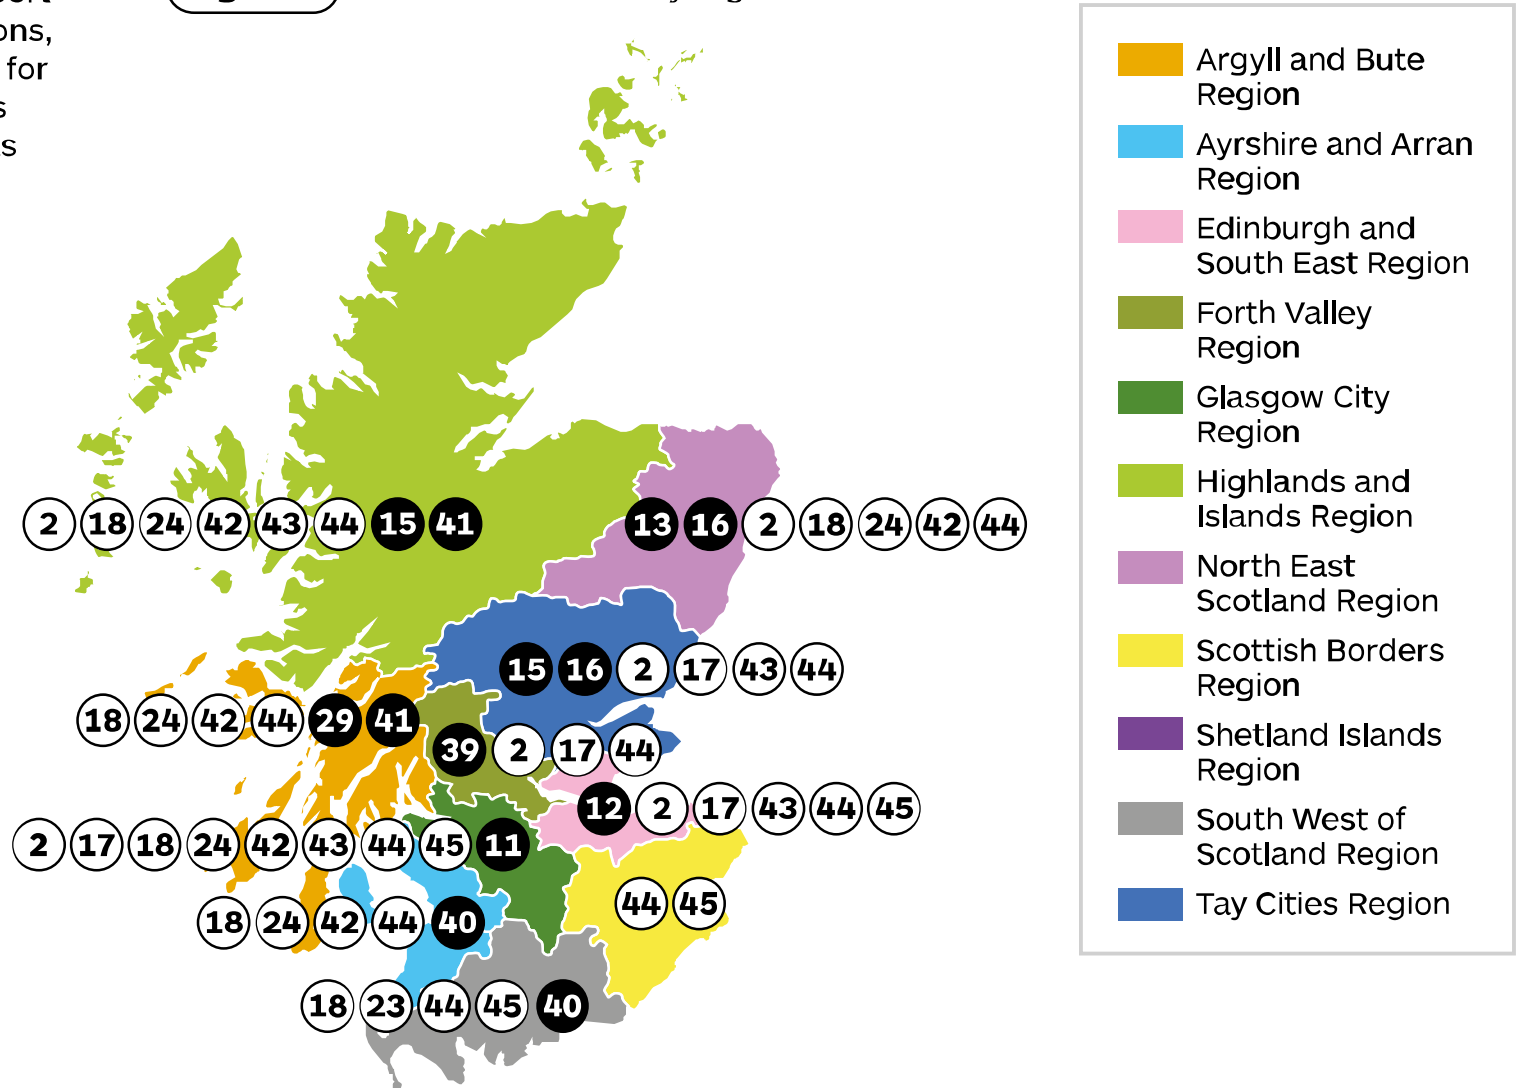 ons,
for
s
s
Argyll and Bute
Region
Ayrshire and Arran
Region
Edinburgh and
South East Region
Forth Valley
Region
Glasgow City
Region
Highlands and
Islands Region
North East
Scotland Region
Scottish Borders
Region
Shetland Islands
Region
South West of
Scotland Region
Tay Cities Region
2 18 24 42 43 44 15 41
13 16 2 18 24 42 44
15 16 2 17 43 44
18 24 42 44 29 41
39 2 17 44
12 2 17 43 44 45
2 17 18 24 42 43 44 45 11
44 45
18 24 42 44 40
18 23 44 45 40